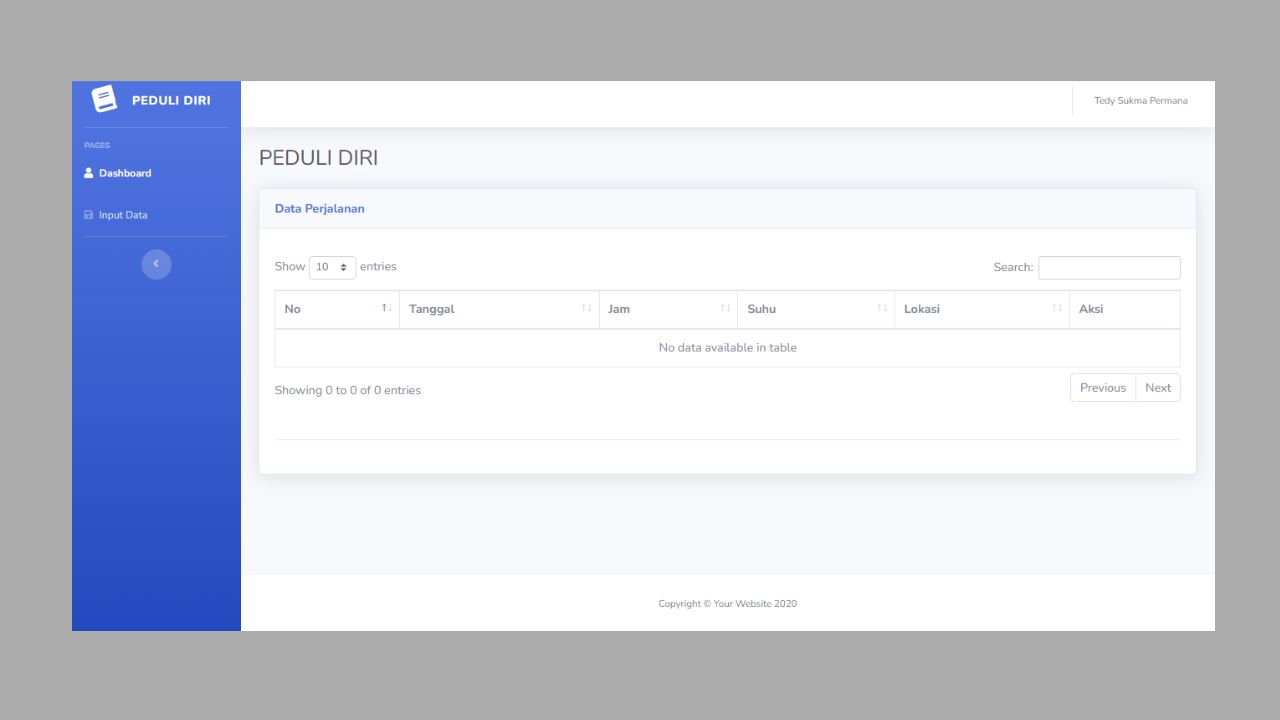 PEDULI DIRI
Tedy Sukma Permana
PAGES
Dashboard
Input Data
PEDULI DIRI
Data Perjalanan
Show 10 entries
Search:
No Tanggal Jam Suhu Lokasi Aksi
No data available in table
Showing 0 to 0 of 0 entries
Previous Next
Copyright © Your Website 2020